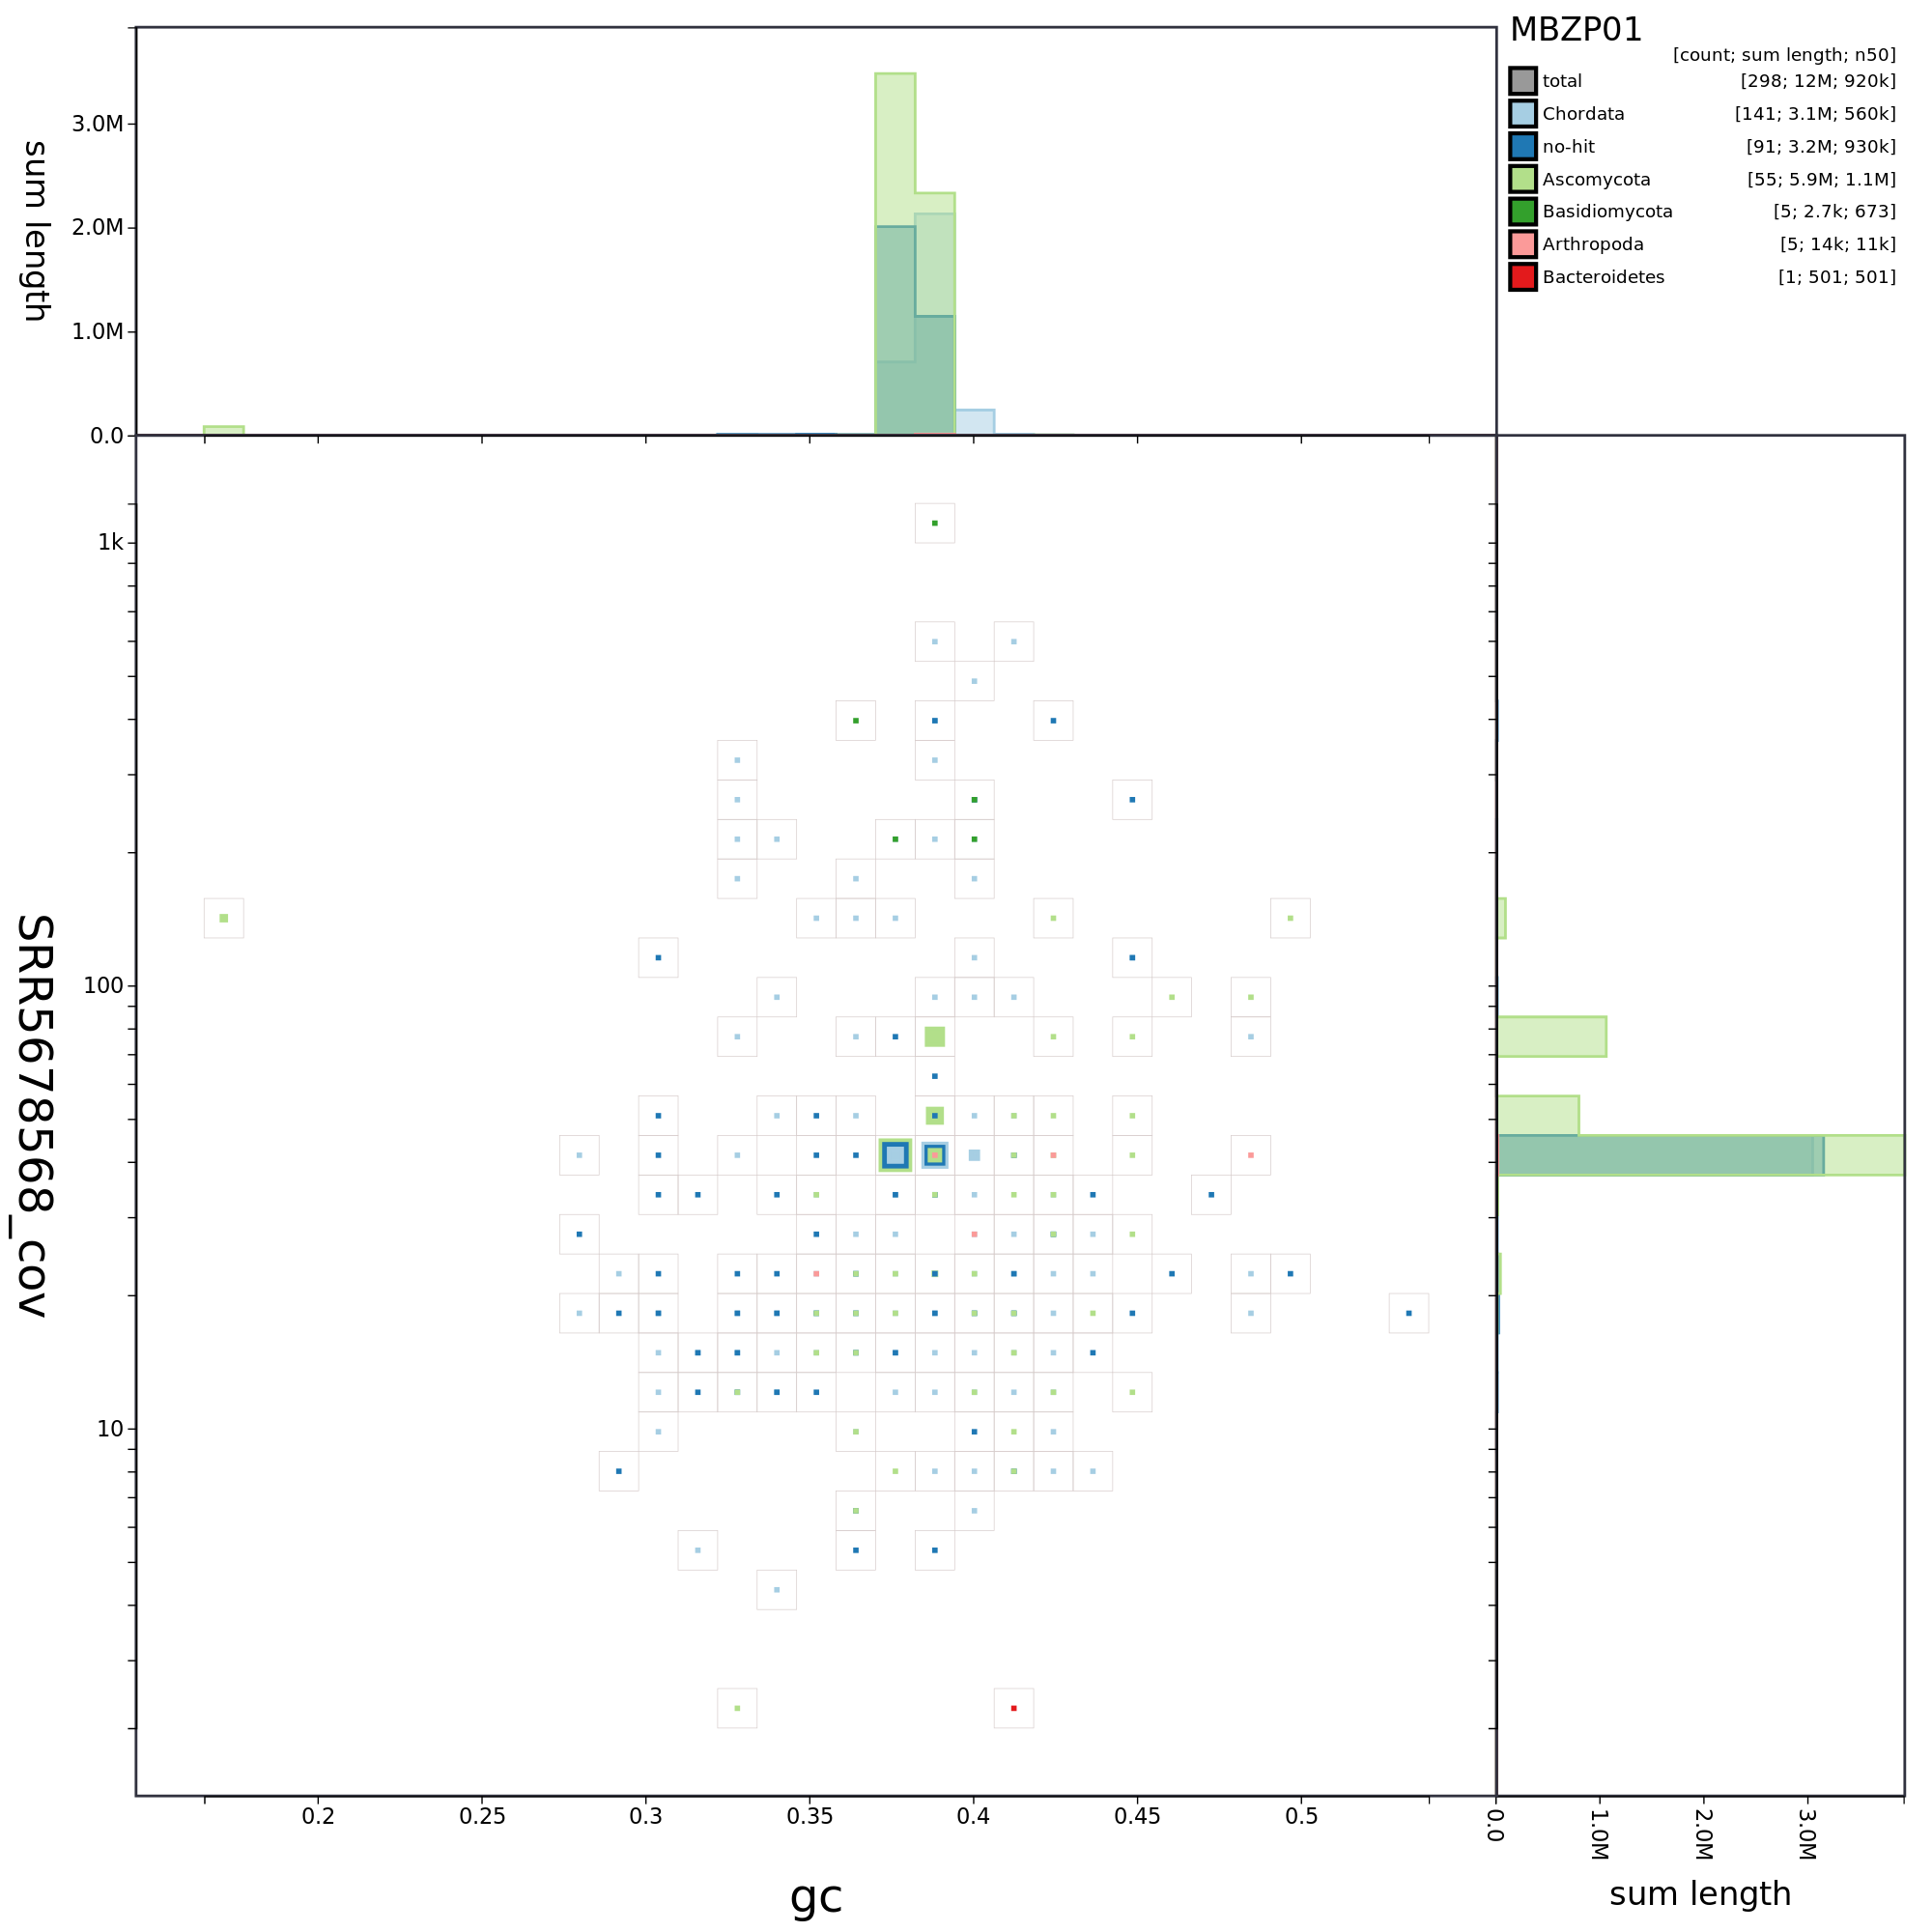 MBZP01
[count; sum length; n50]
total [298; 12M; 920k]
Chordata [141; 3.1M; 560k]
no-hit [91; 3.2M; 930k]
Ascomycota [55; 5.9M; 1.1M]
Basidiomycota [5; 2.7k; 673]
Arthropoda [5; 14k; 11k]
Bacteroidetes [1; 501; 501]
sum length
3.0M
2.0M
1.0M
0.0
SRR5678568_cov
1k
100
10
0.2 0.25 0.3 0.35 0.4 0.45 0.5
gc
0.0 1.0M 2.0M 3.0M
sum length